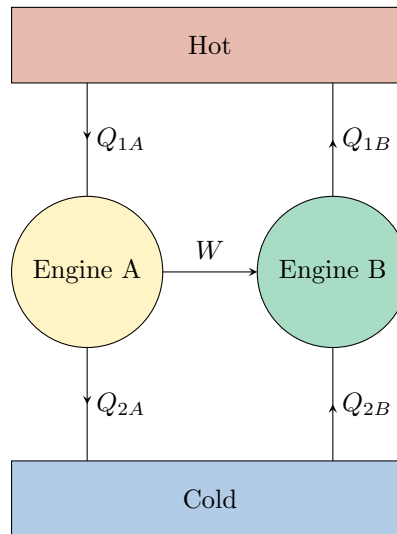 Hot
Q1A
Q1B
Engine A
W
Engine B
Q2A
Q2B
Cold